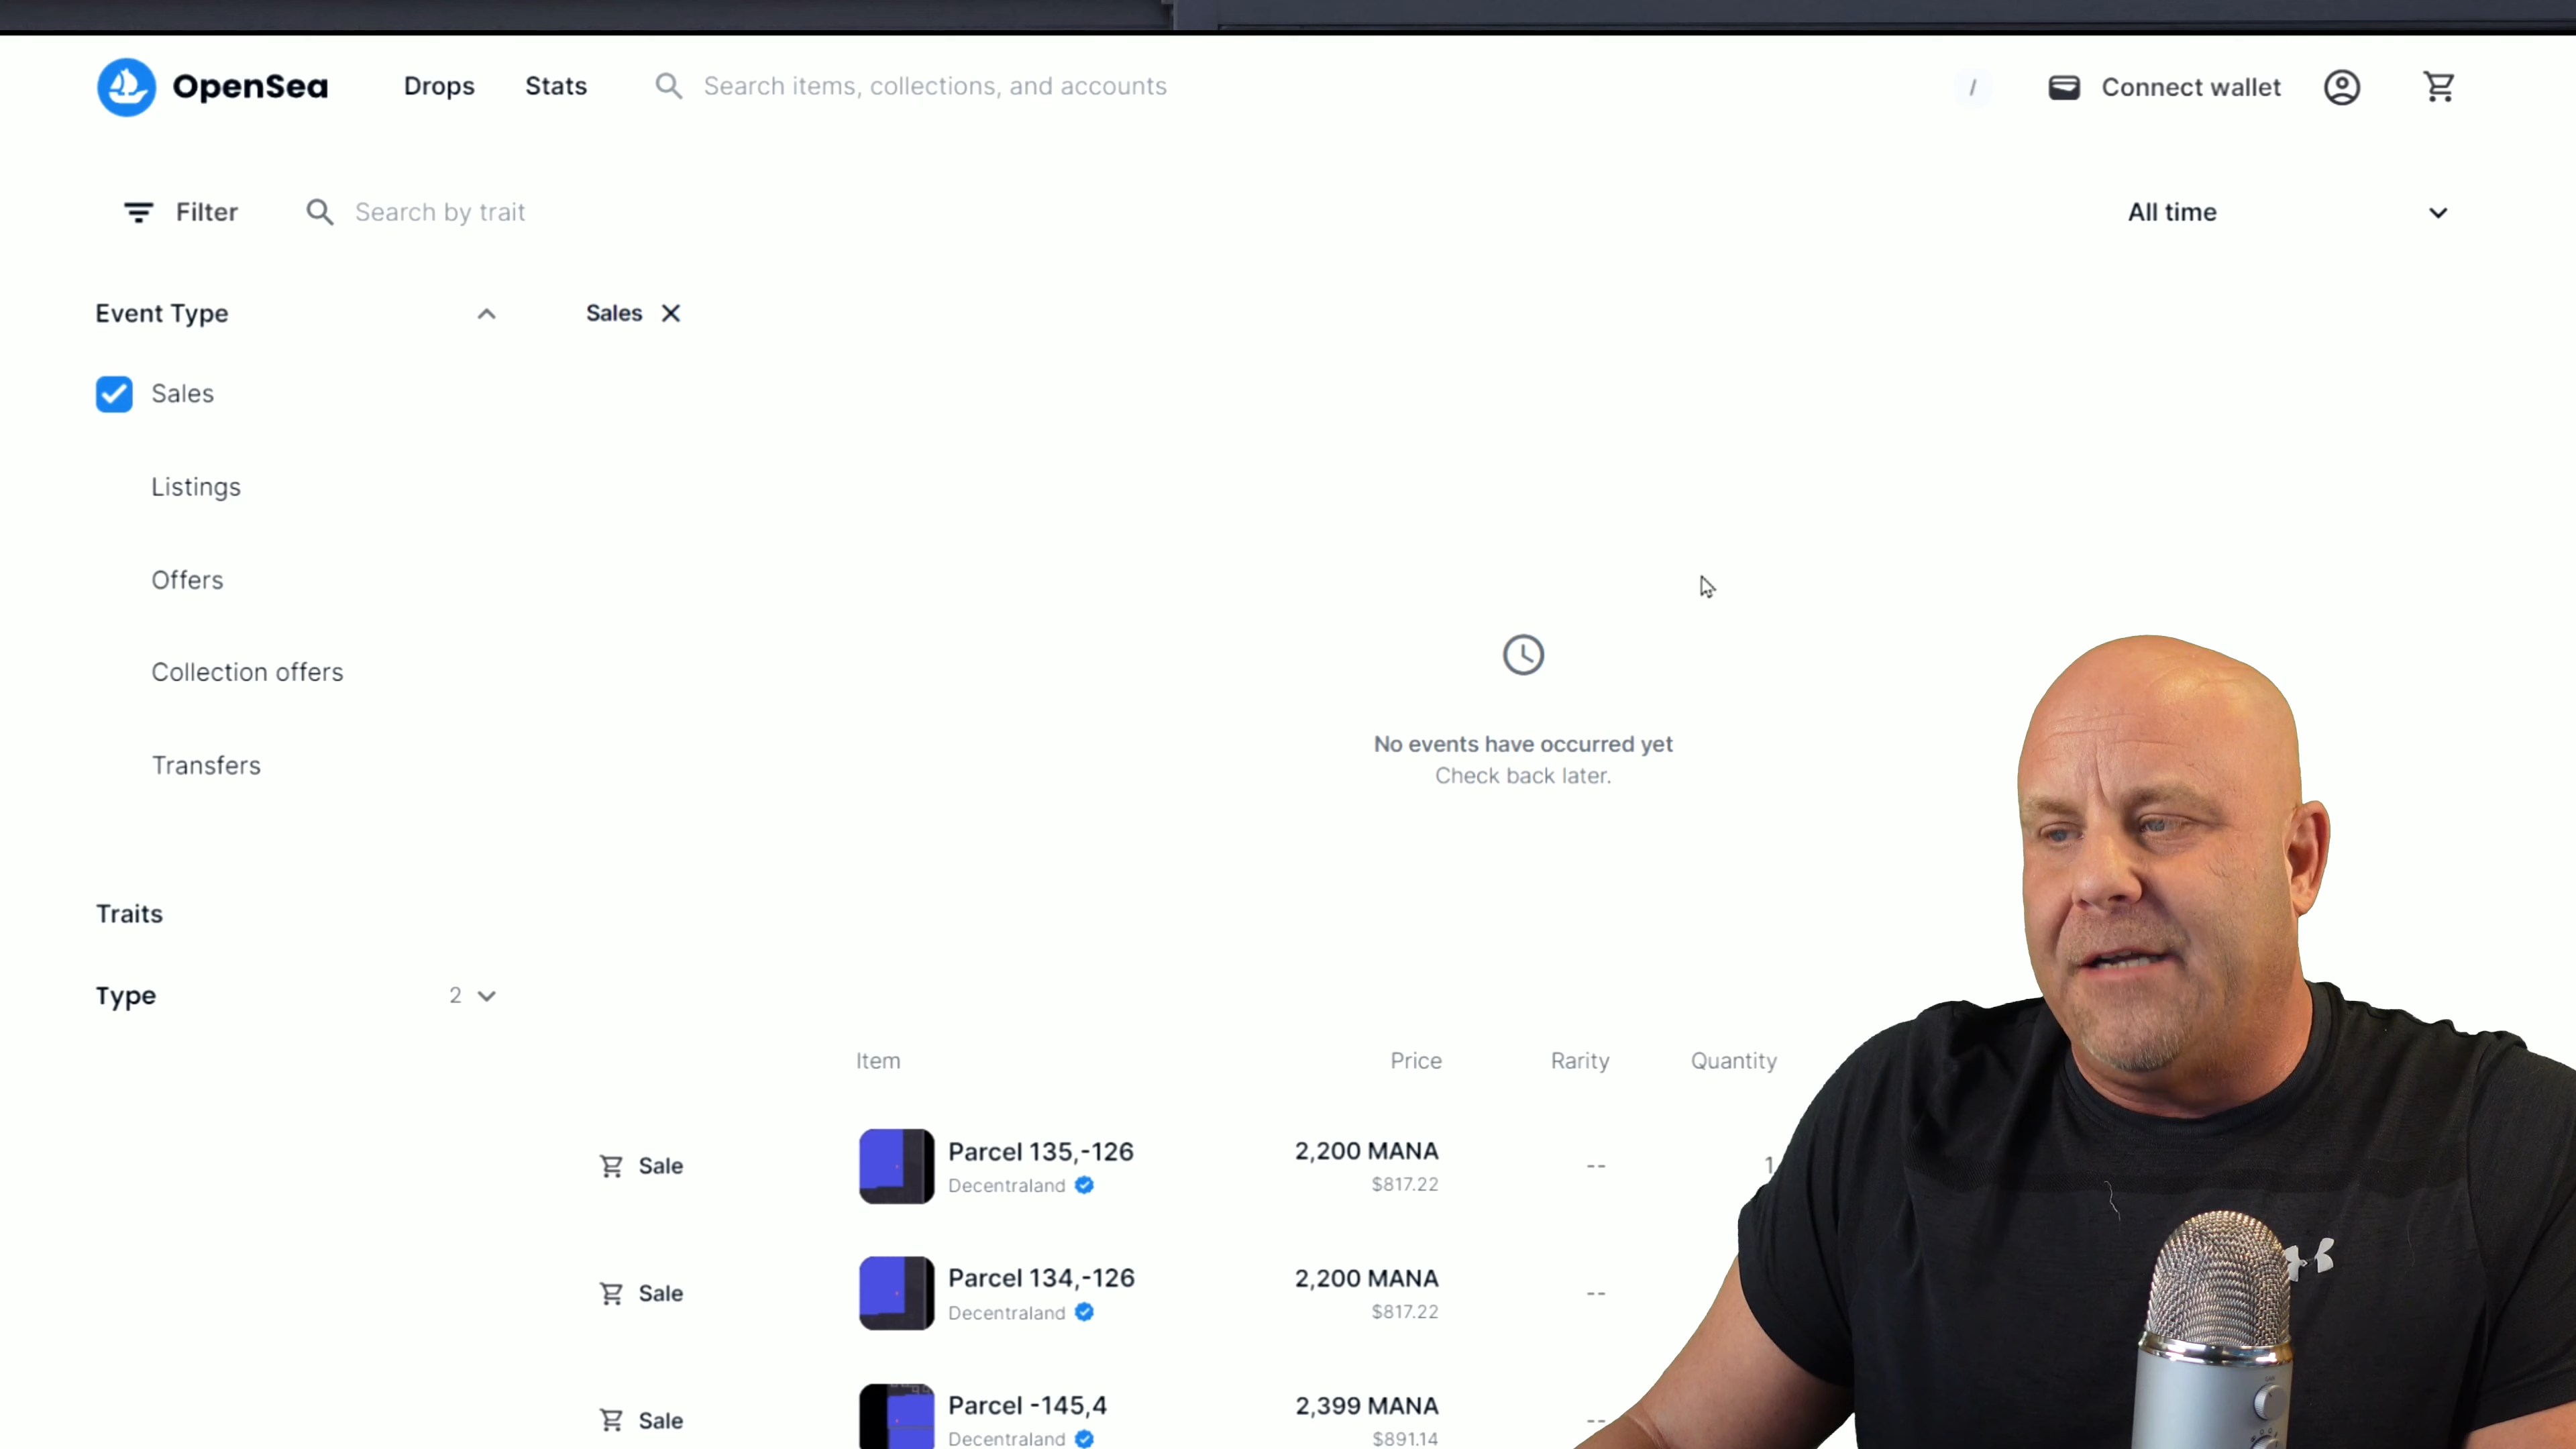 OpenSea Drops Stats Search items, collections, and accounts / Connect wallet
Filter Search by trait All time
Event Type Sales
Sales
Listings
Offers
Collection offers
Transfers
No events have occurred yet
Check back later.
Traits
Type 2
Item Price Rarity Quantity
Sale Parcel 135,-126 2,200 MANA -- 1
Decentraland $817.22
Sale Parcel 134,-126 2,200 MANA --
Decentraland $817.22
Sale Parcel -145,4 2,399 MANA --
Decentraland $891.14